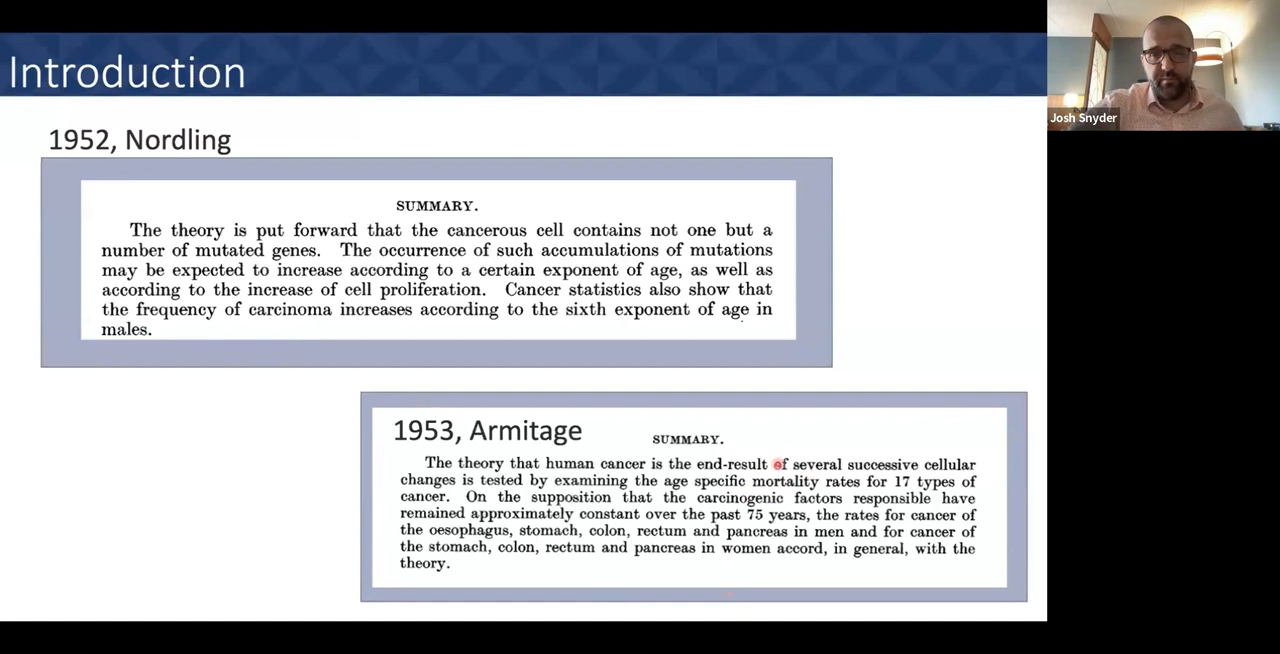 Introduction
Josh Snyder
1952, Nordling
SUMMARY.
The theory is put forward that the cancerous cell contains not one but a
number of mutated genes. The occurrence of such accumulations of mutations
may be expected to increase according to a certain exponent of age, as well as
according to the increase of cell proliferation. Cancer statistics also show that
the frequency of carcinoma increases according to the sixth exponent of age in
males.
1953, Armitage
SUMMARY.
The theory that human cancer is the end-result of several successive cellular
changes is tested by examining the age specific mortality rates for 17 types of
cancer. On the supposition that the carcinogenic factors responsible have
remained approximately constant over the past 75 years, the rates for cancer of
the oesophagus, stomach, colon, rectum and pancreas in men and for cancer of
the stomach, colon, rectum and pancreas in women accord, in general, with the
theory.